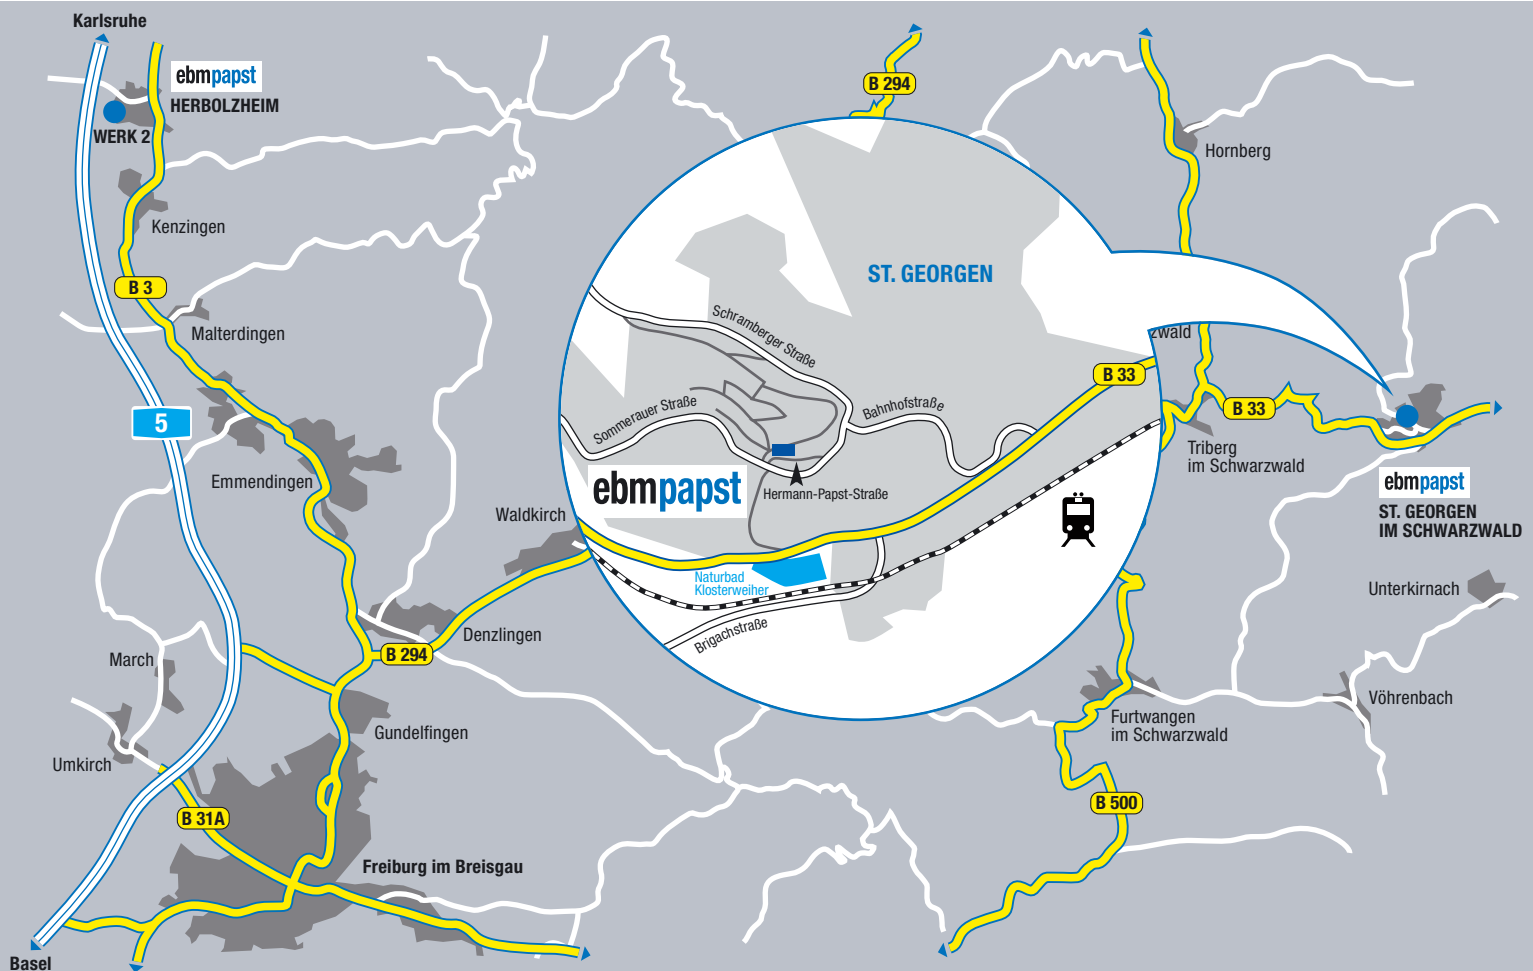 Karlsruhe
ebmpapst
HERBOLZHEIM
WERK 2
B 294
Hornberg
Kenzingen
B 3
Malterdingen
ST. GEORGEN
Schramberger Straße
zwald
B 33
B 33
5
Sommerauer Straße
Bahnhofstraße
Triberg
im Schwarzwald
Emmendingen
ebmpapst
Hermann-Papst-Straße
ebmpapst
ST. GEORGEN
IM SCHWARZWALD
Waldkirch
Naturbad
Klosterweiher
Unterkirnach
Brigachstraße
Denzlingen
B 294
March
Vöhrenbach
Furtwangen
im Schwarzwald
Gundelfingen
Umkirch
B 500
B 31A
Freiburg im Breisgau
Basel